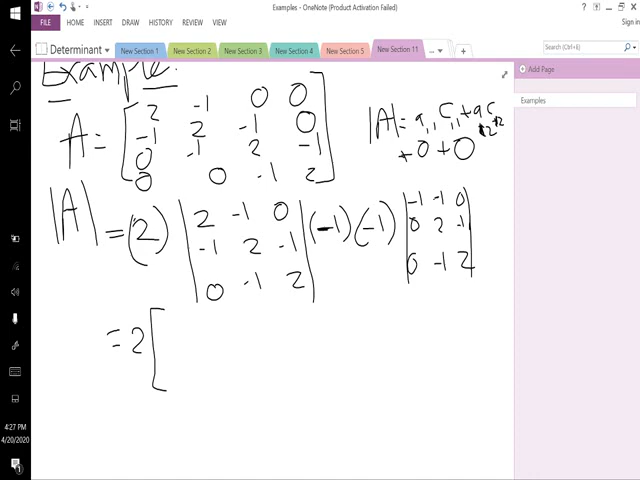 Examples - OneNote (Product Activation Failed)
FILE HOME INSERT DRAW HISTORY REVIEW VIEW
Sign in
Determinant New Section 1 New Section 2 New Section 3 New Section 4 New Section 5 New Section 11 ... +
Search (Ctrl+E)
Add Page
Examples
Example.
A = [ 2 -1 0 0
-1 2 -1 0
0 -1 2 -1
0 0 -1 2 ]
|A| = a11 C11 + a12 C12
+0 +0
|A| = (2) | 2 -1 0 | (-1) (-1) | -1 -1 0 |
| -1 2 -1 | | 0 2 -1 |
| 0 -1 2 | | 0 -1 2 |
= 2 [
4:27 PM
4/20/2020